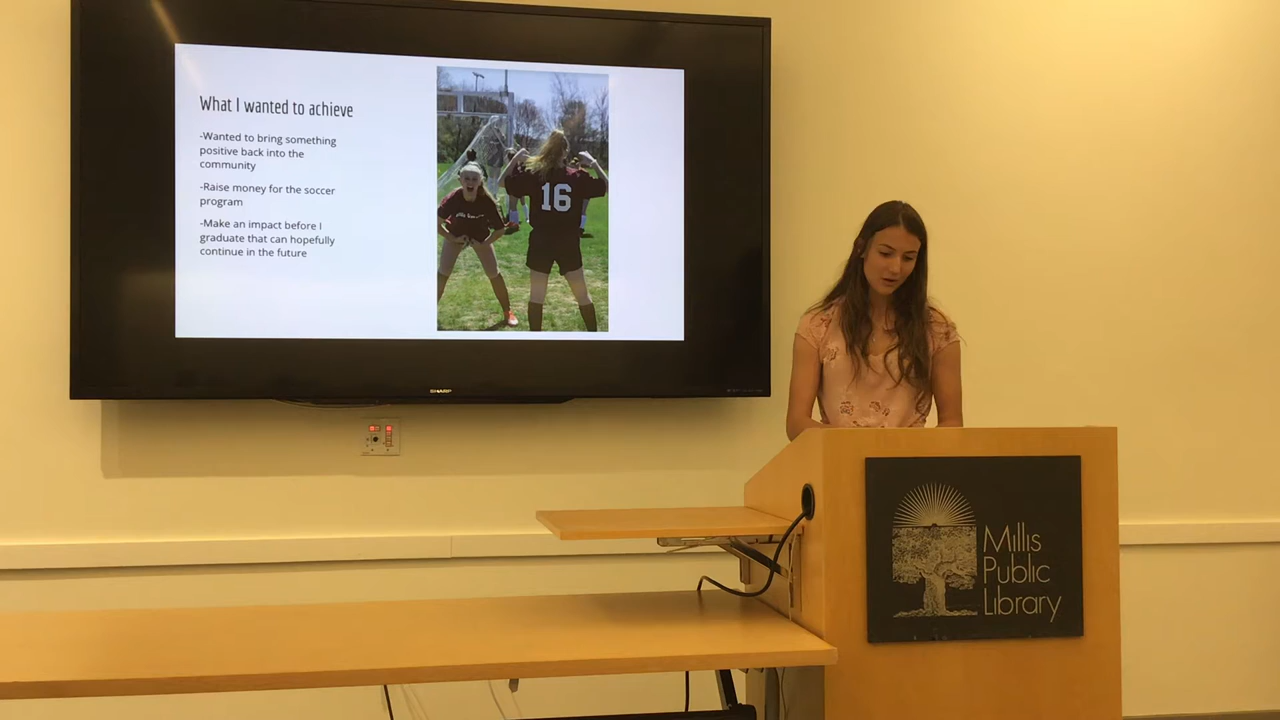 What I wanted to achieve
-Wanted to bring something
positive back into the
community
-Raise money for the soccer
program
-Make an impact before I
graduate that can hopefully
continue in the future
16
SHARP
Millis
Public
Library